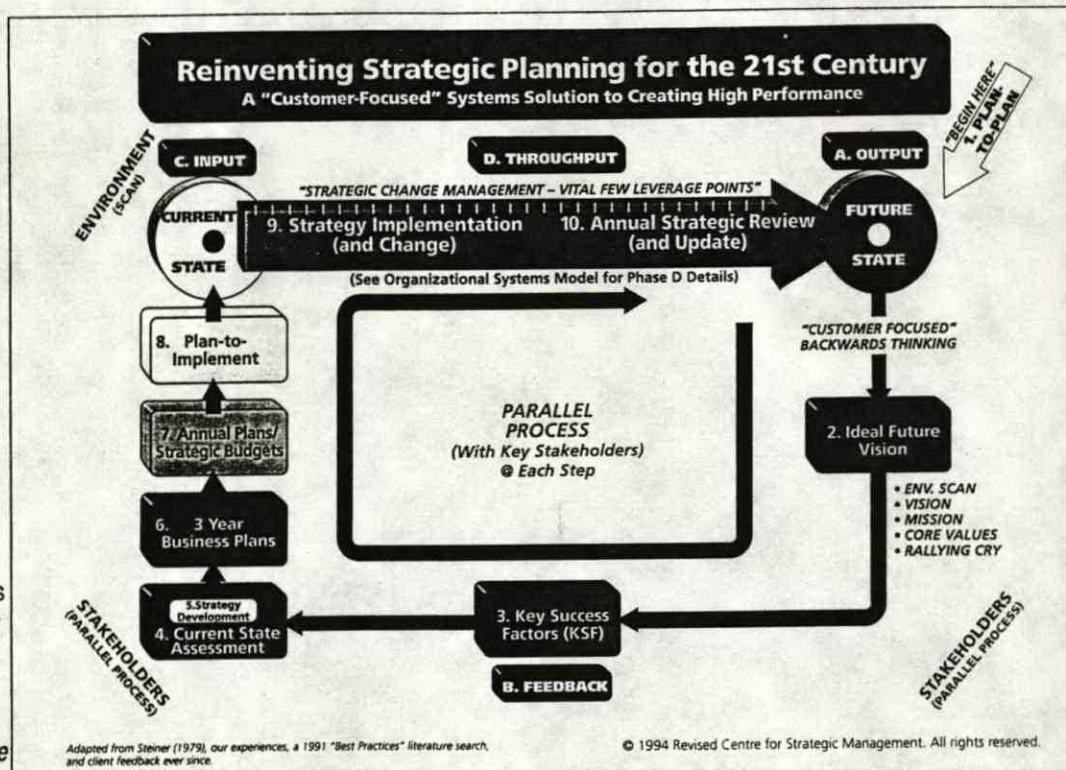 Reinventing Strategic Planning for the 21st Century
A "Customer-Focused" Systems Solution to Creating High Performance
"BEGIN HERE"
1. PLAN-
TO-PLAN
ENVIRONMENT
(SCAN)
C. INPUT
D. THROUGHPUT
A. OUTPUT
"STRATEGIC CHANGE MANAGEMENT – VITAL FEW LEVERAGE POINTS"
CURRENT
STATE
9. Strategy Implementation
(and Change)
10. Annual Strategic Review
(and Update)
FUTURE
STATE
(See Organizational Systems Model for Phase D Details)
8. Plan-to-
Implement
"CUSTOMER FOCUSED"
BACKWARDS THINKING
7. Annual Plans/
Strategic Budgets
PARALLEL
PROCESS
(With Key Stakeholders)
@ Each Step
2. Ideal Future
Vision
• ENV. SCAN
• VISION
• MISSION
• CORE VALUES
• RALLYING CRY
6. 3 Year
Business Plans
5.Strategy
Development
4. Current State
Assessment
3. Key Success
Factors (KSF)
B. FEEDBACK
STAKEHOLDERS
(PARALLEL PROCESS)
STAKEHOLDERS
(PARALLEL PROCESS)
Adapted from Steiner (1979), our experiences, a 1991 "Best Practices" literature search,
and client feedback ever since.
© 1994 Revised Centre for Strategic Management. All rights reserved.